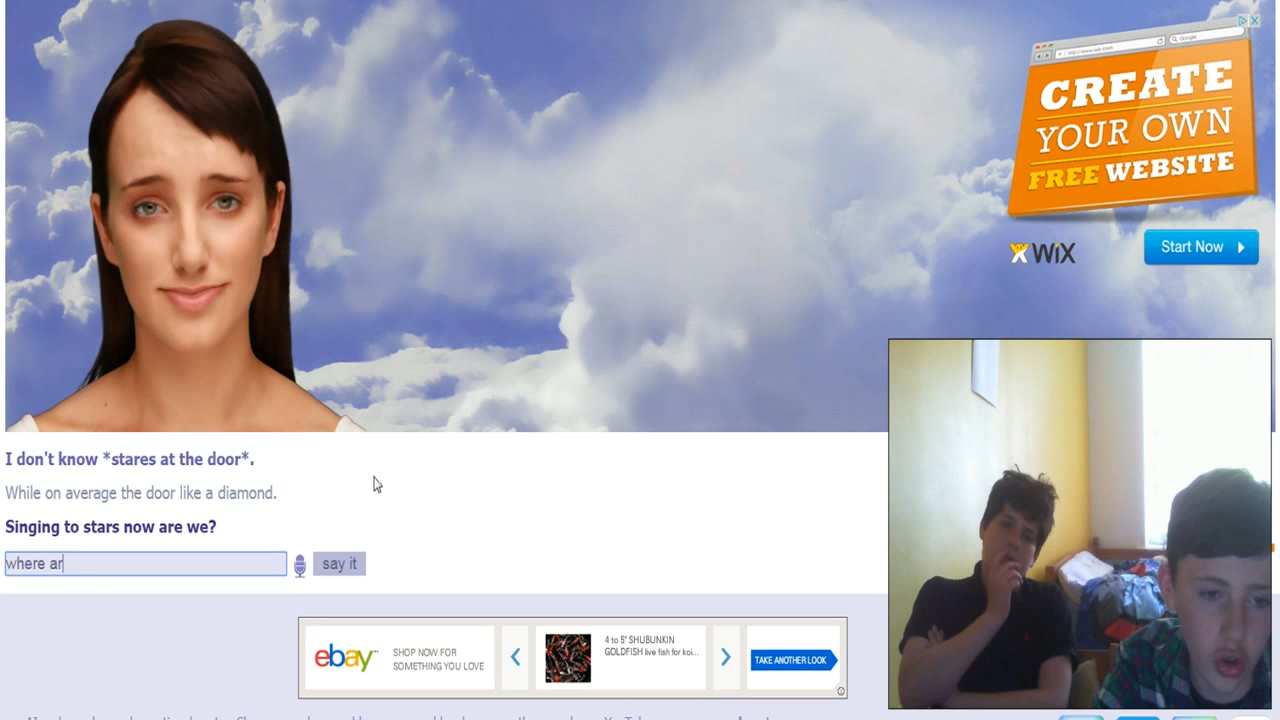 CREATE
YOUR OWN
FREE WEBSITE
WiX
Start Now
I don't know *stares at the door*.
While on average the door like a diamond.
Singing to stars now are we?
where ar
say it
ebay
SHOP NOW FOR
SOMETHING YOU LOVE
4 to 5" SHUBUNKIN
GOLDFISH live fish for koi...
TAKE ANOTHER LOOK